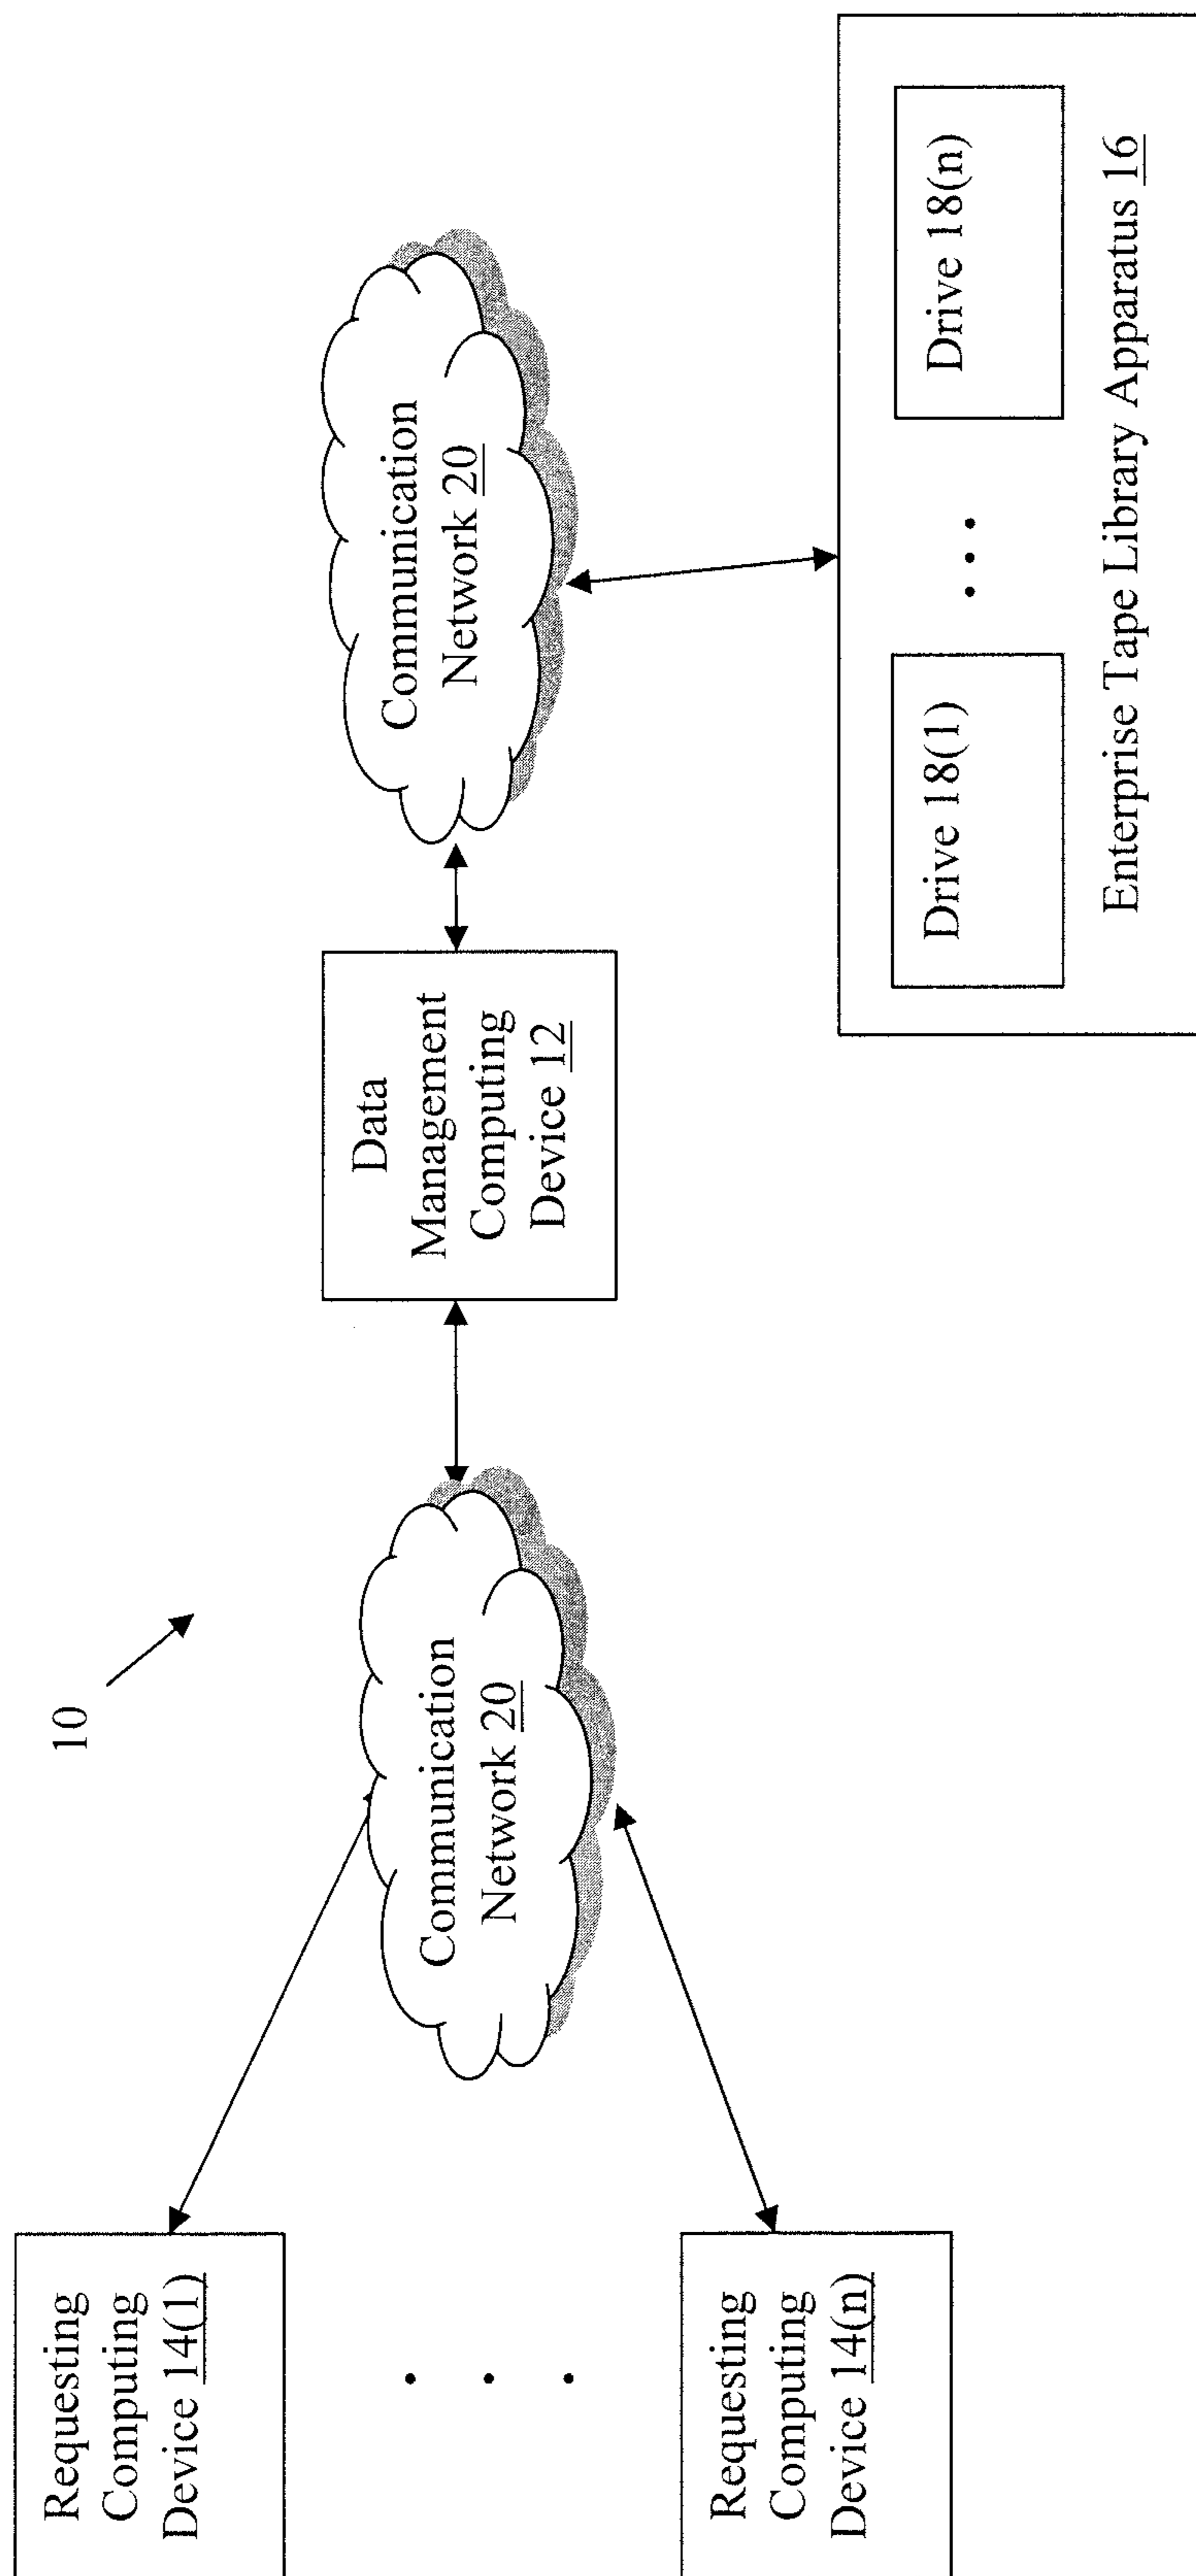 10
Requesting
Computing
Device 14(1)
Requesting
Computing
Device 14(n)
Communication
Network 20
Data
Management
Computing
Device 12
Communication
Network 20
Drive 18(1)
Drive 18(n)
Enterprise Tape Library Apparatus 16